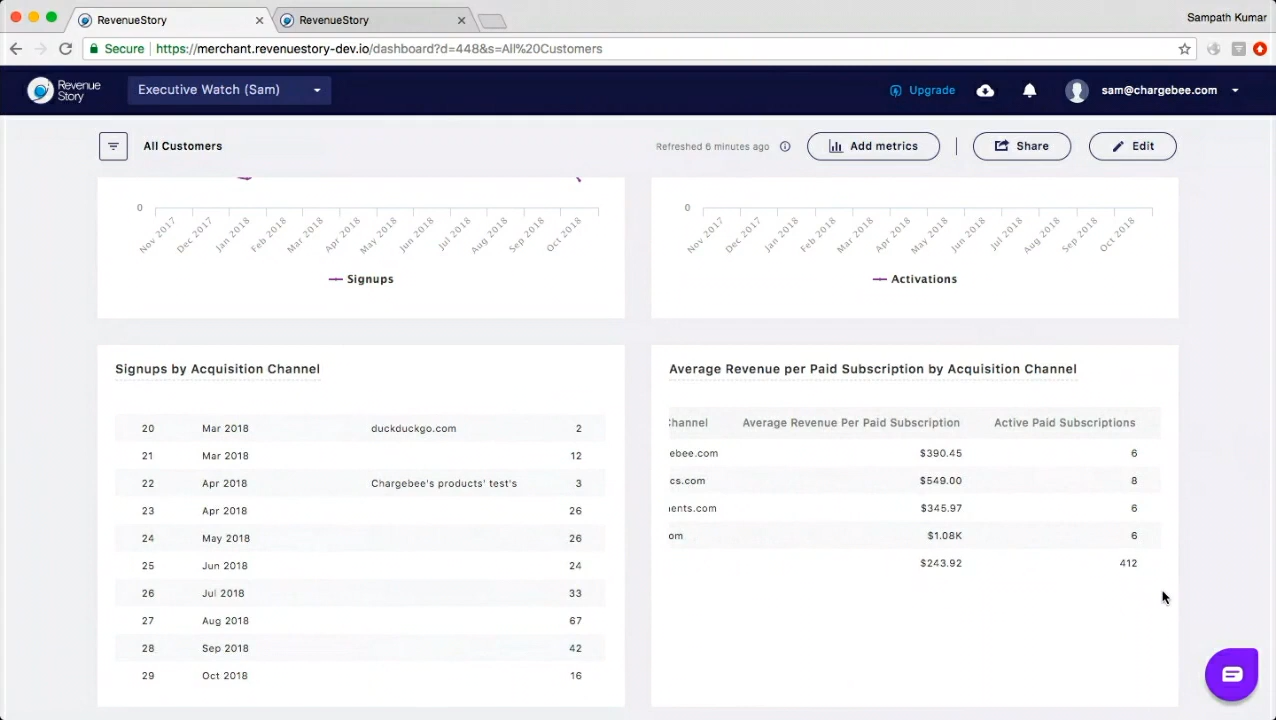 RevenueStory
RevenueStory
Sampath Kumar
Secure
https://merchant.revenuestory-dev.io/dashboard?d=448&s=All%20Customers
Revenue
Story
Executive Watch (Sam)
Upgrade
sam@chargebee.com
All Customers
Refreshed 6 minutes ago
Add metrics
Share
Edit
0
Nov 2017
Dec 2017
Jan 2018
Feb 2018
Mar 2018
Apr 2018
May 2018
Jun 2018
Jul 2018
Aug 2018
Sep 2018
Oct 2018
Signups
0
Nov 2017
Dec 2017
Jan 2018
Feb 2018
Mar 2018
Apr 2018
May 2018
Jun 2018
Jul 2018
Aug 2018
Sep 2018
Oct 2018
Activations
Signups by Acquisition Channel
20 Mar 2018 duckduckgo.com 2
21 Mar 2018 12
22 Apr 2018 Chargebee's products' test's 3
23 Apr 2018 26
24 May 2018 26
25 Jun 2018 24
26 Jul 2018 33
27 Aug 2018 67
28 Sep 2018 42
29 Oct 2018 16
Average Revenue per Paid Subscription by Acquisition Channel
hannel Average Revenue Per Paid Subscription Active Paid Subscriptions
ebee.com $390.45 6
cs.com $549.00 8
ents.com $345.97 6
om $1.08K 6
$243.92 412